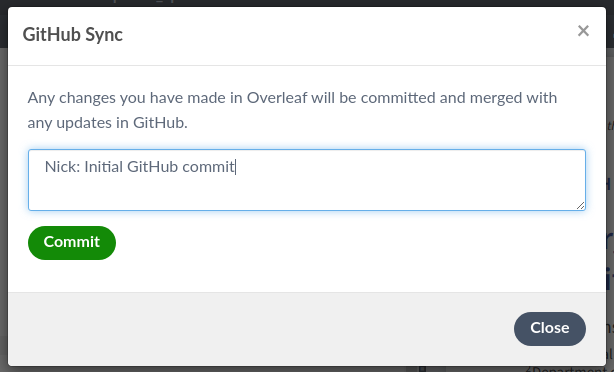 GitHub Sync
×
Any changes you have made in Overleaf will be committed and merged with
any updates in GitHub.
Nick: Initial GitHub commit
Commit
Close